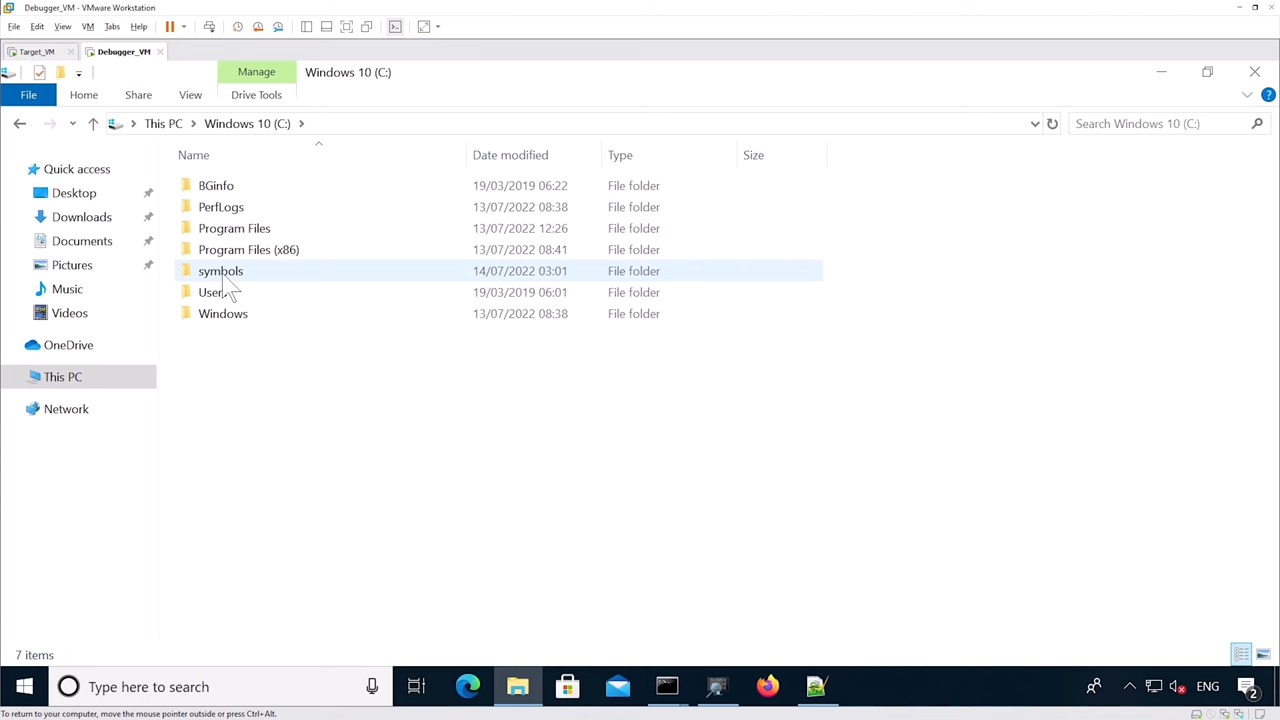 Debugger_VM - VMware Workstation
File Edit View VM Tabs Help
Target_VM Debugger_VM
Manage Windows 10 (C:)
File Home Share View Drive Tools
This PC Windows 10 (C:) Search Windows 10 (C:)
Name Date modified Type Size
Quick access
Desktop
Downloads
Documents
Pictures
Music
Videos
OneDrive
This PC
Network
BGinfo 19/03/2019 06:22 File folder
PerfLogs 13/07/2022 08:38 File folder
Program Files 13/07/2022 12:26 File folder
Program Files (x86) 13/07/2022 08:41 File folder
symbols 14/07/2022 03:01 File folder
19/03/2019 06:01 File folder
Windows 13/07/2022 08:38 File folder
7 items
Type here to search
ENG
2
To return to your computer, move the mouse pointer outside or press Ctrl+Alt.